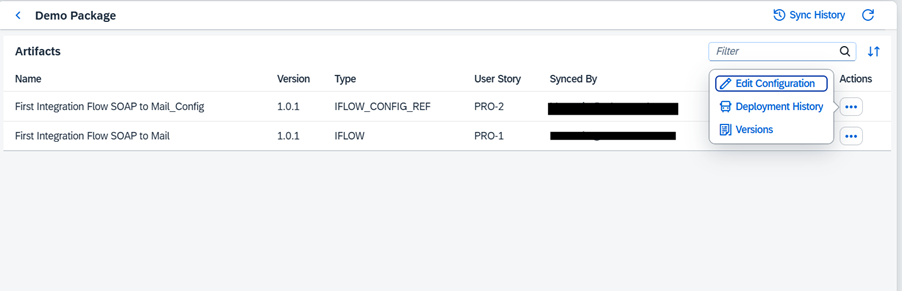 Demo Package
Sync History
Artifacts
Filter
Name Version Type User Story Synced By Actions
Edit Configuration
First Integration Flow SOAP to Mail_Config 1.0.1 IFLOW_CONFIG_REF PRO-2
Deployment History
First Integration Flow SOAP to Mail 1.0.1 IFLOW PRO-1
Versions